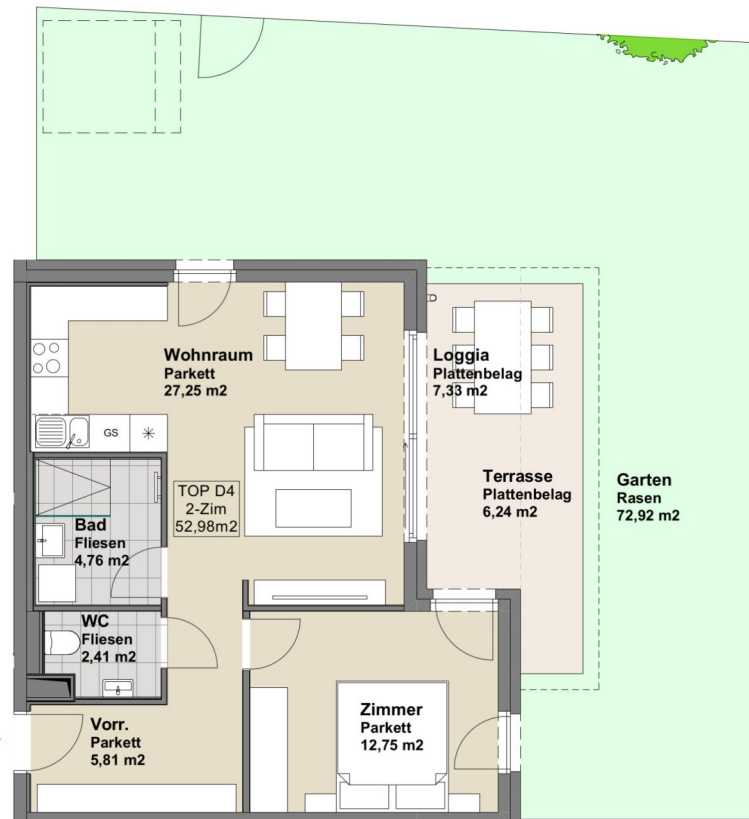 Wohnraum
Parkett
27,25 m2
Loggia
Plattenbelag
7,33 m2
GS
TOP D4
2-Zim
52,98m2
Terrasse
Plattenbelag
6,24 m2
Garten
Rasen
72,92 m2
Bad
Fliesen
4,76 m2
WC
Fliesen
2,41 m2
Vorr.
Parkett
5,81 m2
Zimmer
Parkett
12,75 m2